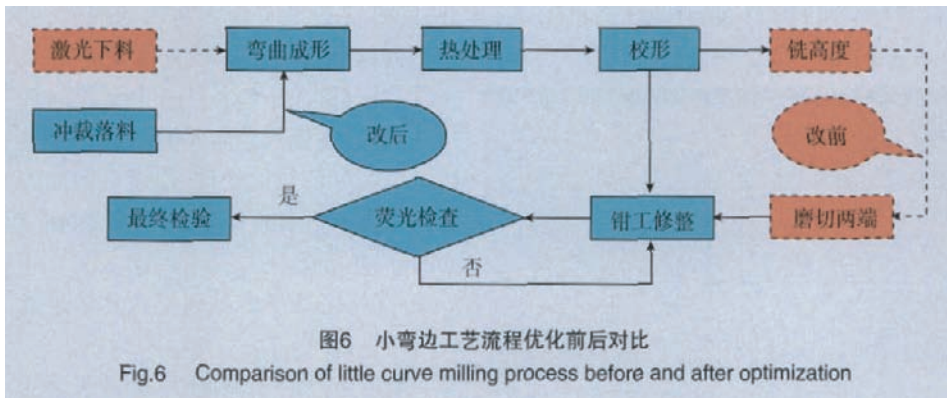 激光下料
弯曲成形
热处理
校形
铣高度
冲裁落料
改后
改前
是
最终检验
荧光检查
钳工修整
磨切两端
否
图6 小弯边工艺流程优化前后对比
Fig.6 Comparison of little curve milling process before and after optimization